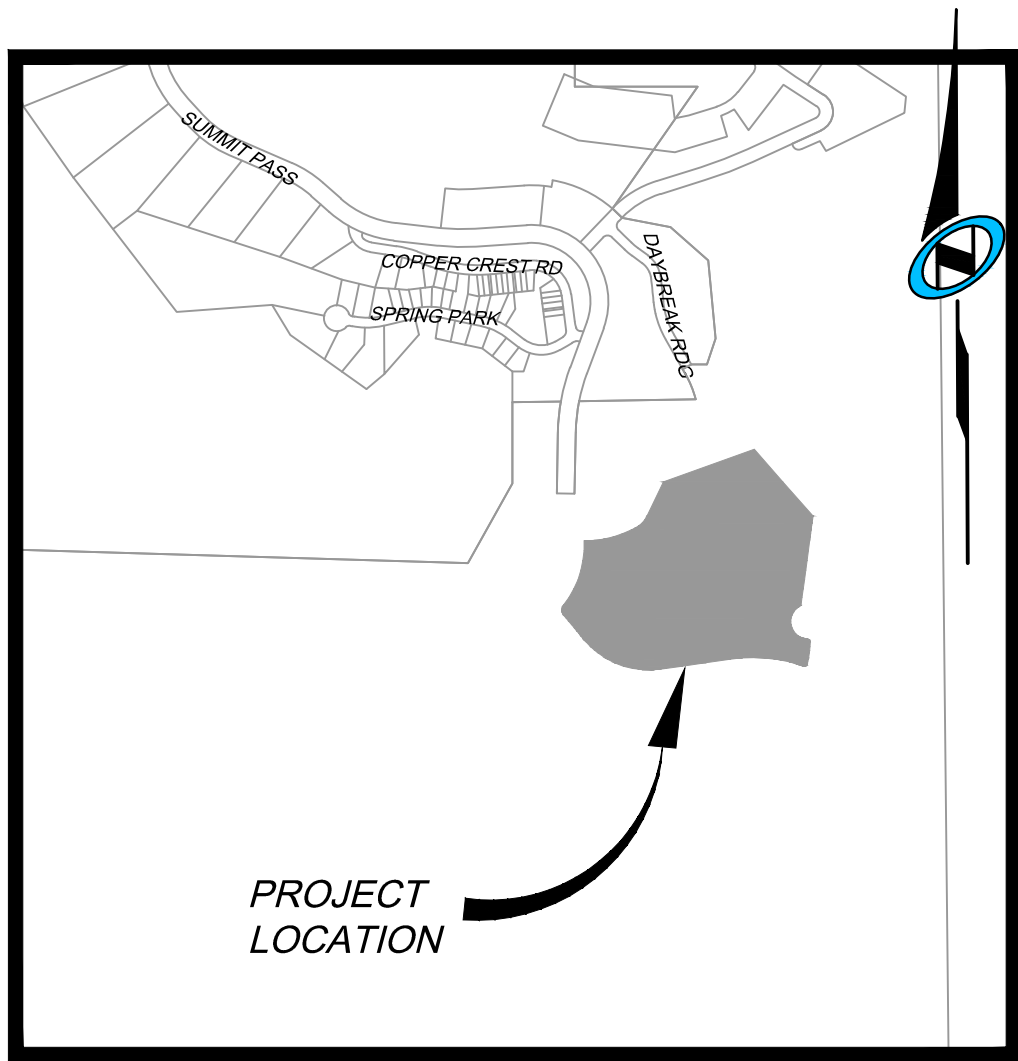 SUMMIT PASS
COPPER CREST RD
DAYBREAK RDG
SPRING PARK
PROJECT
LOCATION
N